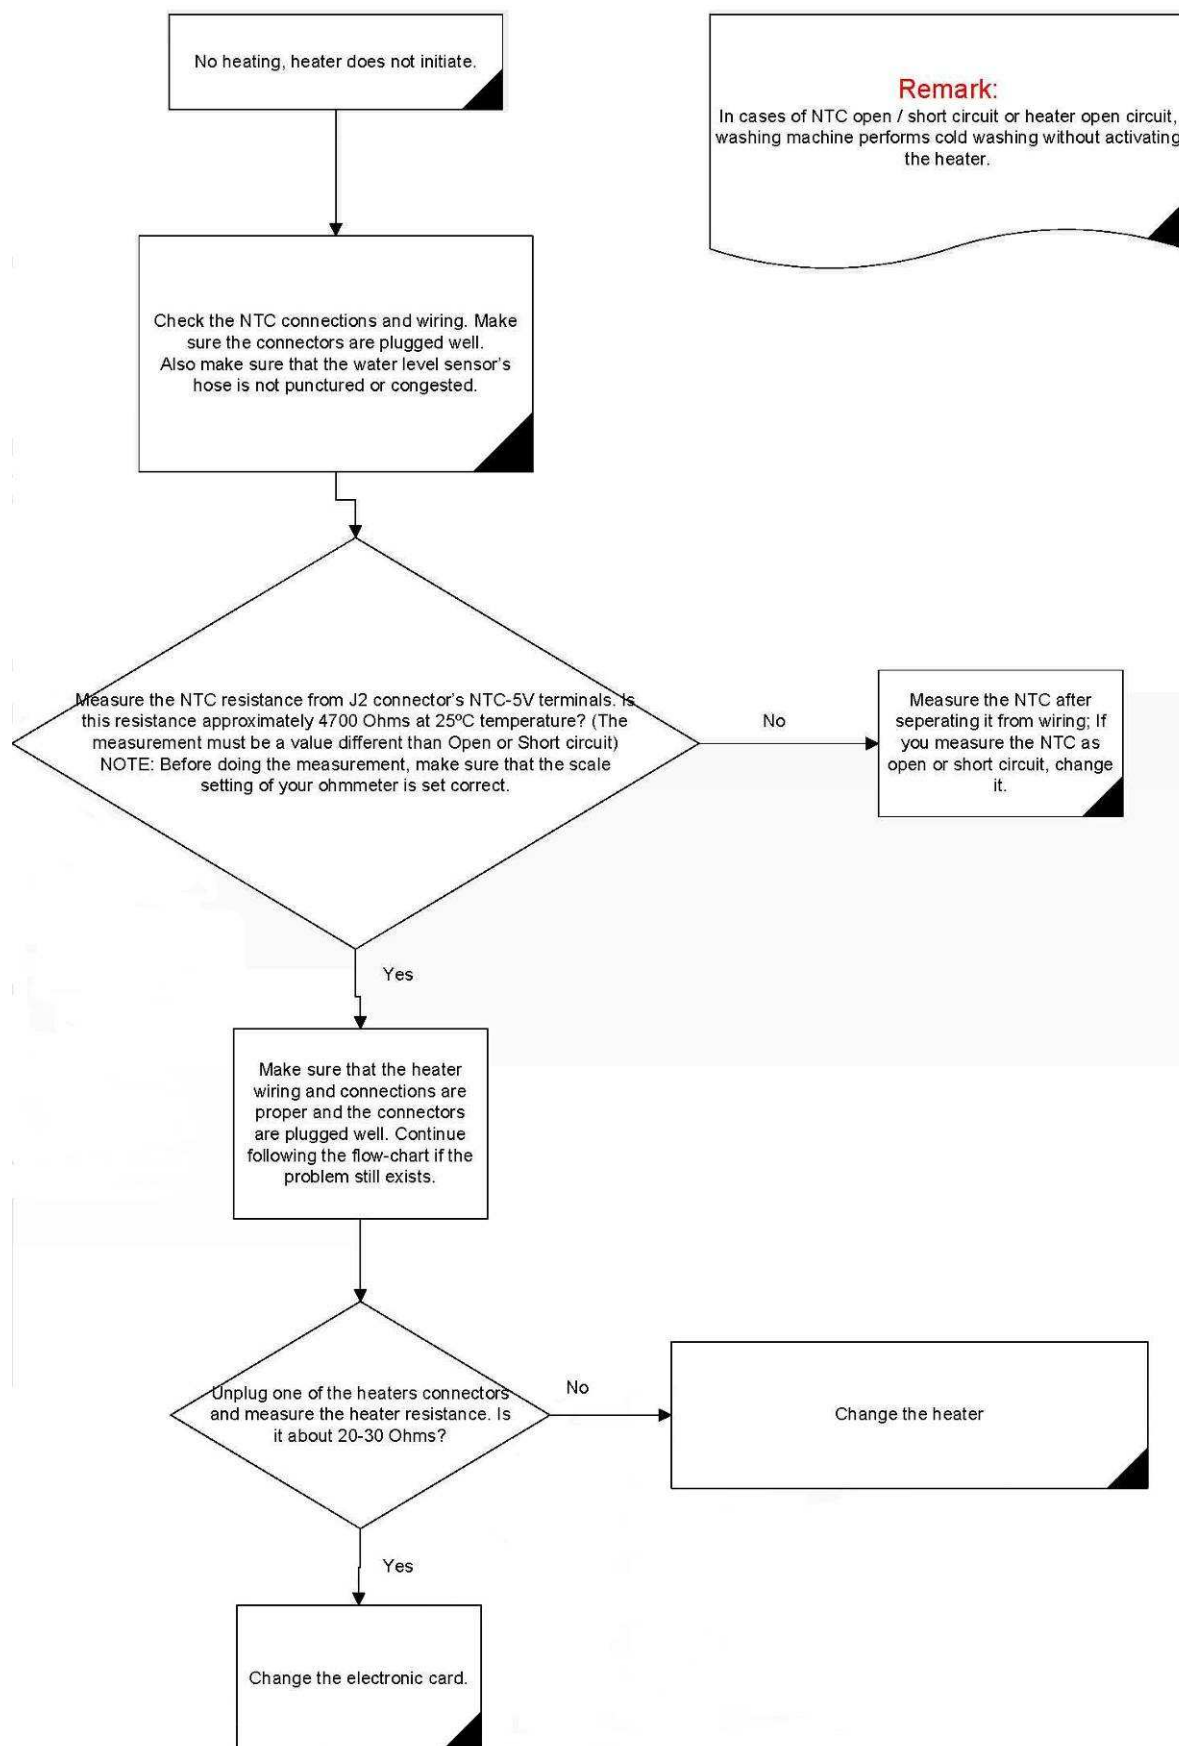 No heating, heater does not initiate.
Remark:
In cases of NTC open / short circuit or heater open circuit,
washing machine performs cold washing without activating
the heater.
Check the NTC connections and wiring. Make
sure the connectors are plugged well.
Also make sure that the water level sensor's
hose is not punctured or congested.
Measure the NTC resistance from J2 connector's NTC-5V terminals. Is
this resistance approximately 4700 Ohms at 25ºC temperature? (The
measurement must be a value different than Open or Short circuit)
NOTE: Before doing the measurement, make sure that the scale
setting of your ohmmeter is set correct.
No
Measure the NTC after
seperating it from wiring; If
you measure the NTC as
open or short circuit, change
it.
Yes
Make sure that the heater
wiring and connections are
proper and the connectors
are plugged well. Continue
following the flow-chart if the
problem still exists.
Unplug one of the heaters connectors
and measure the heater resistance. Is
it about 20-30 Ohms?
No
Change the heater
Yes
Change the electronic card.